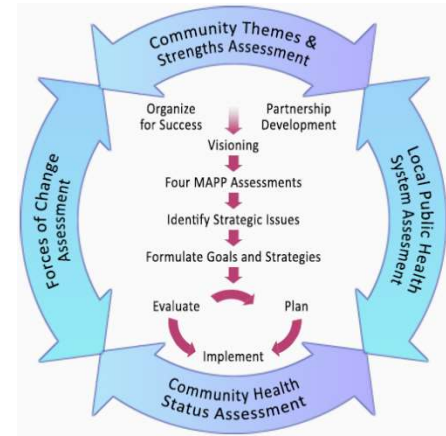 Community Themes &
Strengths Assessment
Organize
for Success
Partnership
Development
Visioning
Four MAPP Assessments
Identify Strategic Issues
Formulate Goals and Strategies
Evaluate
Plan
Implement
Forces of Change
Assessment
Local Public Health
System Assesment
Community Health
Status Assessment